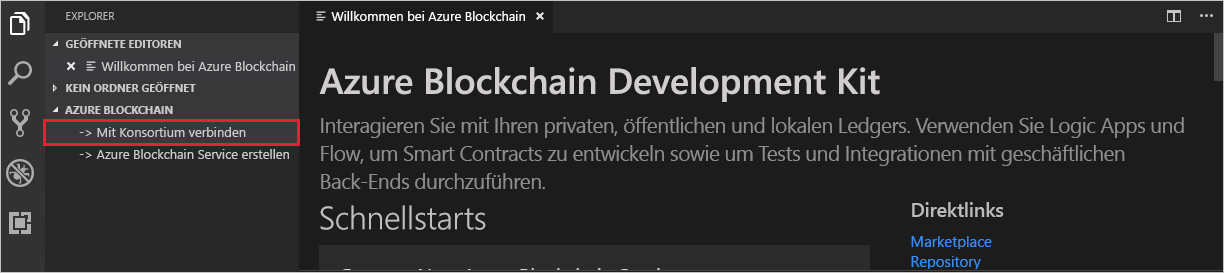 EXPLORER
GEÖFFNETE EDITOREN
Willkommen bei Azure Blockchain
KEIN ORDNER GEÖFFNET
AZURE BLOCKCHAIN
-> Mit Konsortium verbinden
-> Azure Blockchain Service erstellen
Willkommen bei Azure Blockchain
Azure Blockchain Development Kit
Interagieren Sie mit Ihren privaten, öffentlichen und lokalen Ledgers. Verwenden Sie Logic Apps und
Flow, um Smart Contracts zu entwickeln sowie um Tests und Integrationen mit geschäftlichen
Back-Ends durchzuführen.
Schnellstarts
Direktlinks
Marketplace
Repository